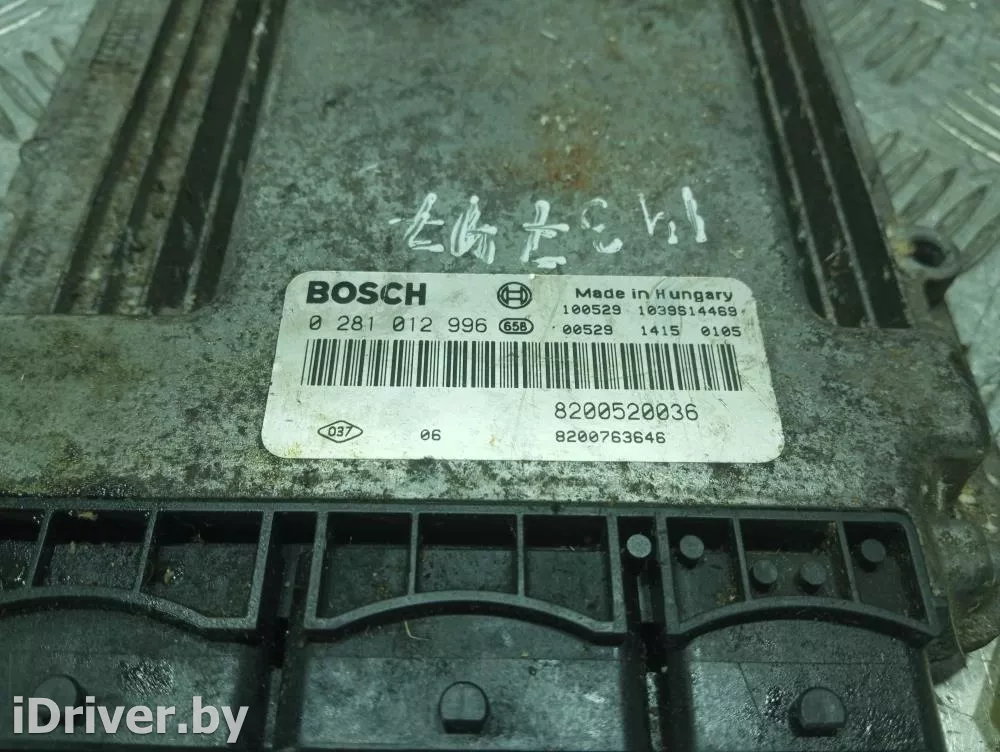 BOSCH Made in Hungary
100529 1039S14469
0 281 012 996 65B 00529 1415 0105
8200520036
037 06 8200763646
iDriver.by